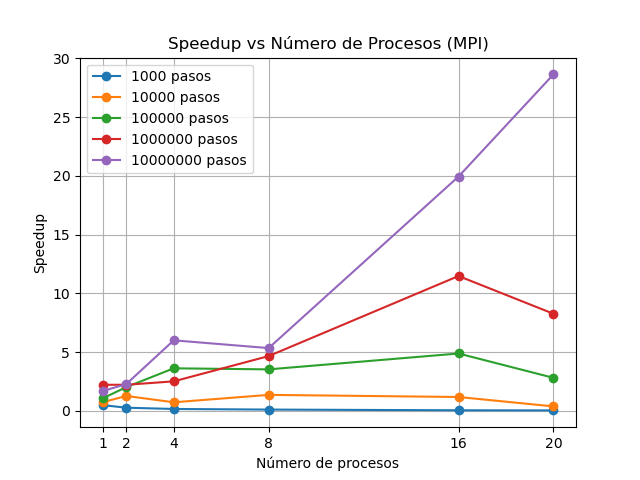 Speedup vs Número de Procesos (MPI)
1000 pasos
10000 pasos
100000 pasos
1000000 pasos
10000000 pasos
Speedup
30
25
20
15
10
5
0
1 2 4 8 16 20
Número de procesos